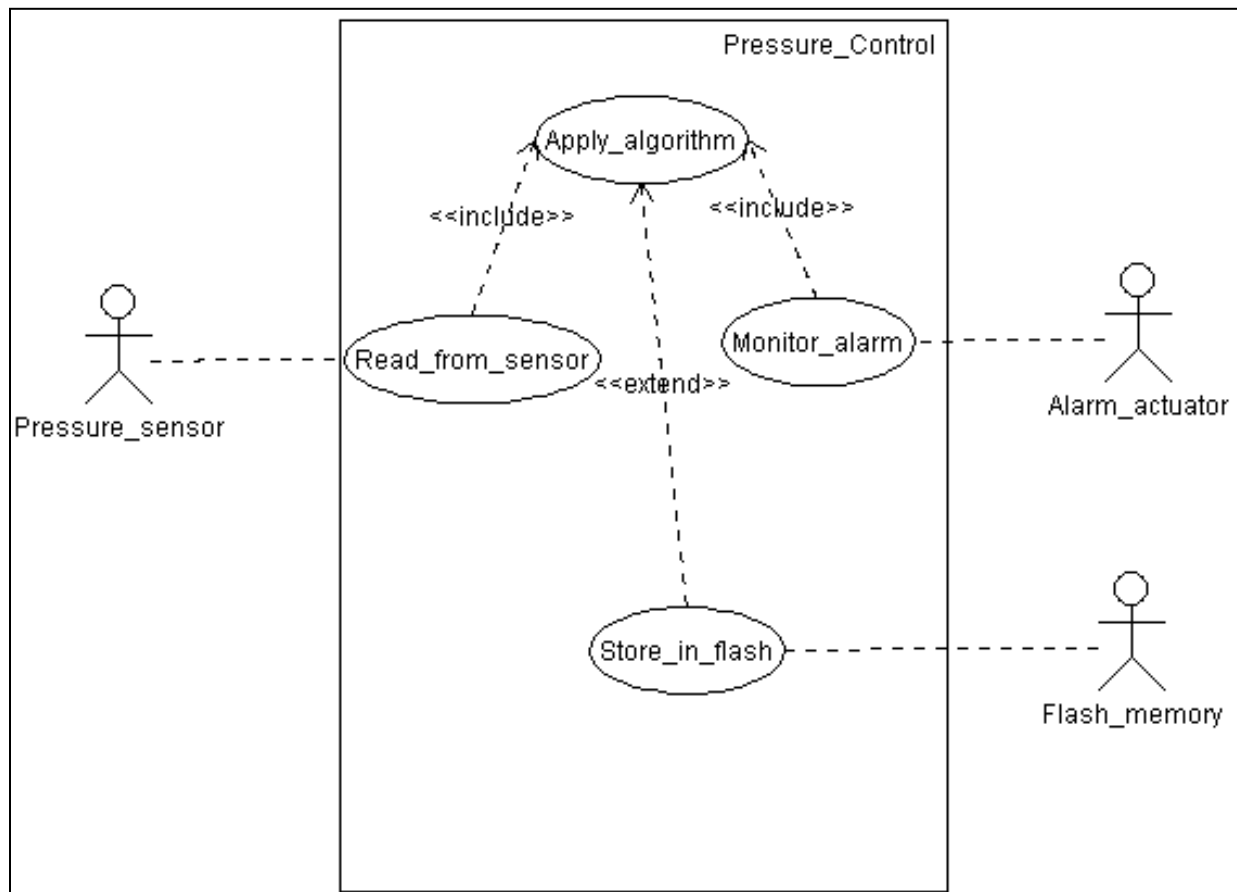 Pressure_Control
Apply_algorithm
<<include>>
<<include>>
Read_from_sensor
Monitor_alarm
<<extend>>
Pressure_sensor
Alarm_actuator
Store_in_flash
Flash_memory